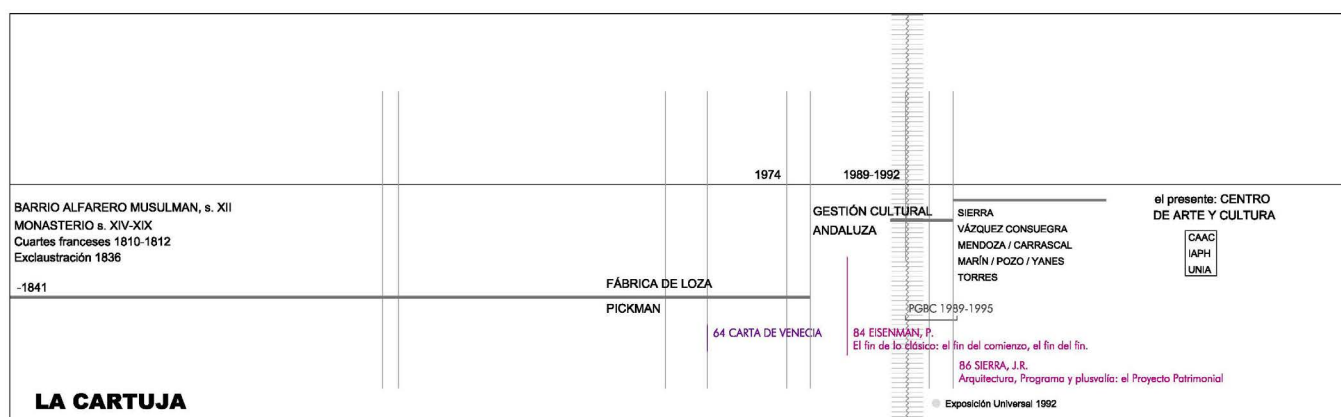 1974
1989-1992
BARRIO ALFARERO MUSULMAN, s. XII
MONASTERIO s. XIV-XIX
Cuartes franceses 1810-1812
Exclaustración 1836
-1841
FÁBRICA DE LOZA
PICKMAN
64 CARTA DE VENECIA
GESTIÓN CULTURAL
ANDALUZA
84 EISENMAN, P.
El fin de lo clásico: el fin del comienzo, el fin del fin.
SIERRA
VÁZQUEZ CONSUEGRA
MENDOZA / CARRASCAL
MARÍN / POZO / YANES
TORRES
PGBC 1989-1995
86 SIERRA, J.R.
Arquitectura, Programa y plusvalía: el Proyecto Patrimonial
el presente: CENTRO
DE ARTE Y CULTURA
CAAC
IAPH
UNIA
LA CARTUJA
Exposición Universal 1992